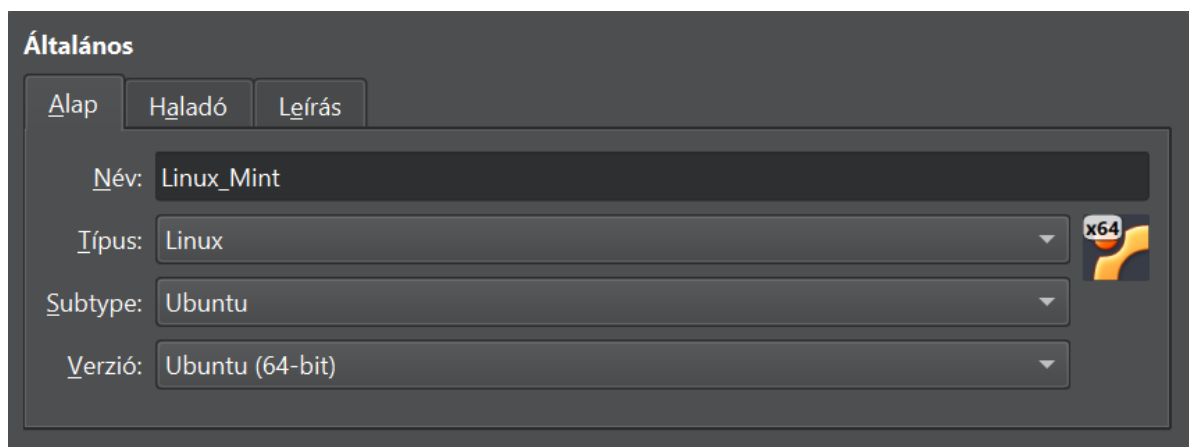 Általános
Alap Haladó Leírás
Név: Linux_Mint
Típus: Linux
x64
Subtype: Ubuntu
Verzió: Ubuntu (64-bit)